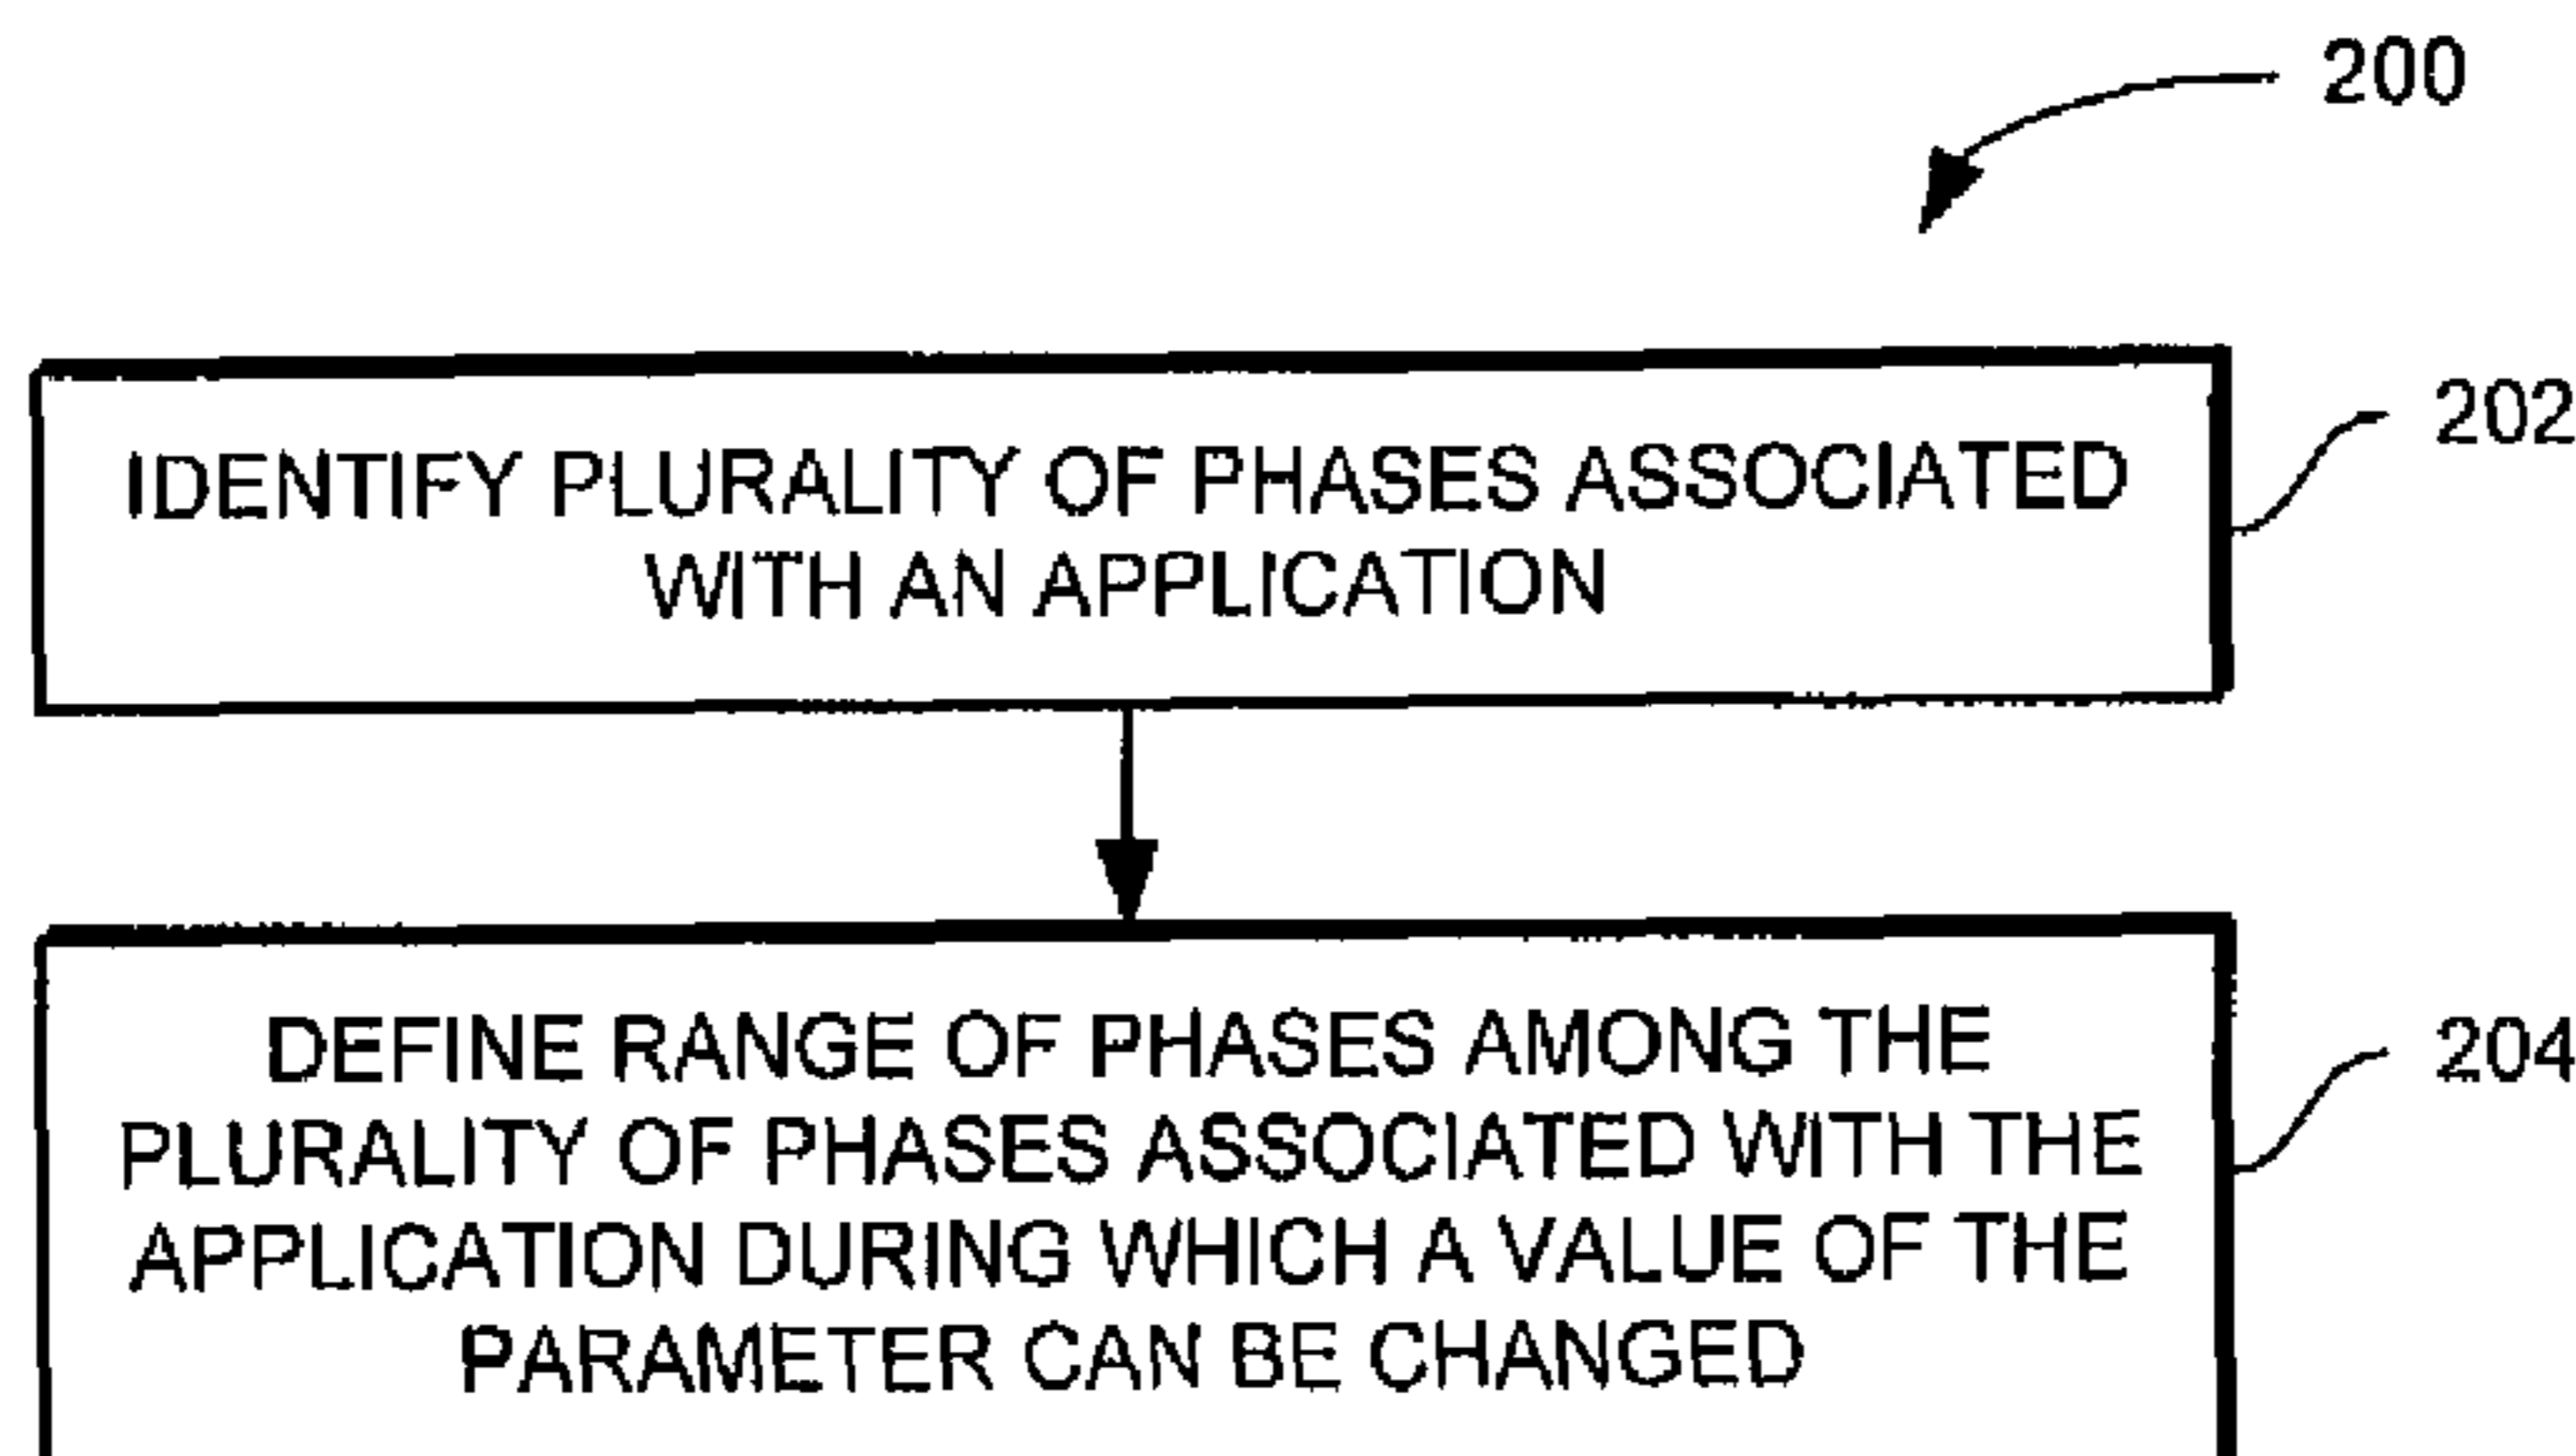 200
IDENTIFY PLURALITY OF PHASES ASSOCIATED
WITH AN APPLICATION
202
DEFINE RANGE OF PHASES AMONG THE
PLURALITY OF PHASES ASSOCIATED WITH THE
APPLICATION DURING WHICH A VALUE OF THE
PARAMETER CAN BE CHANGED
204